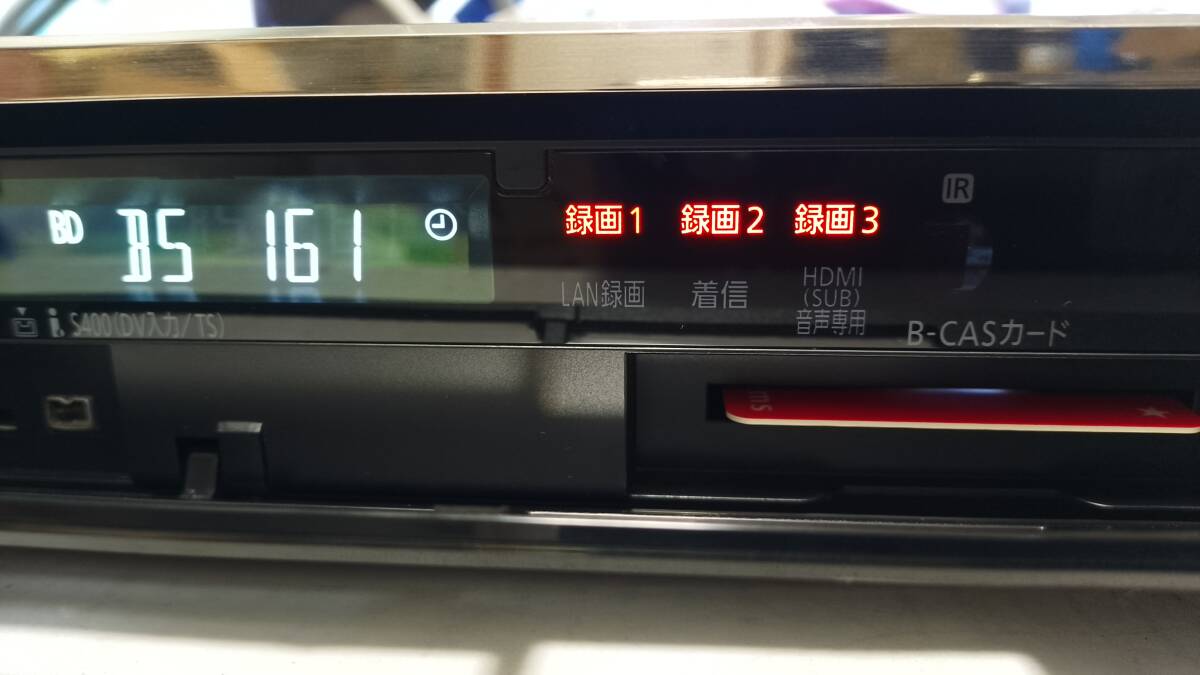 BD BS 161
録画1 録画2 録画3
IR
LAN録画 着信 HDMI
(SUB)
音声専用
i. S400(DV入力/TS)
B-CASカード
ms